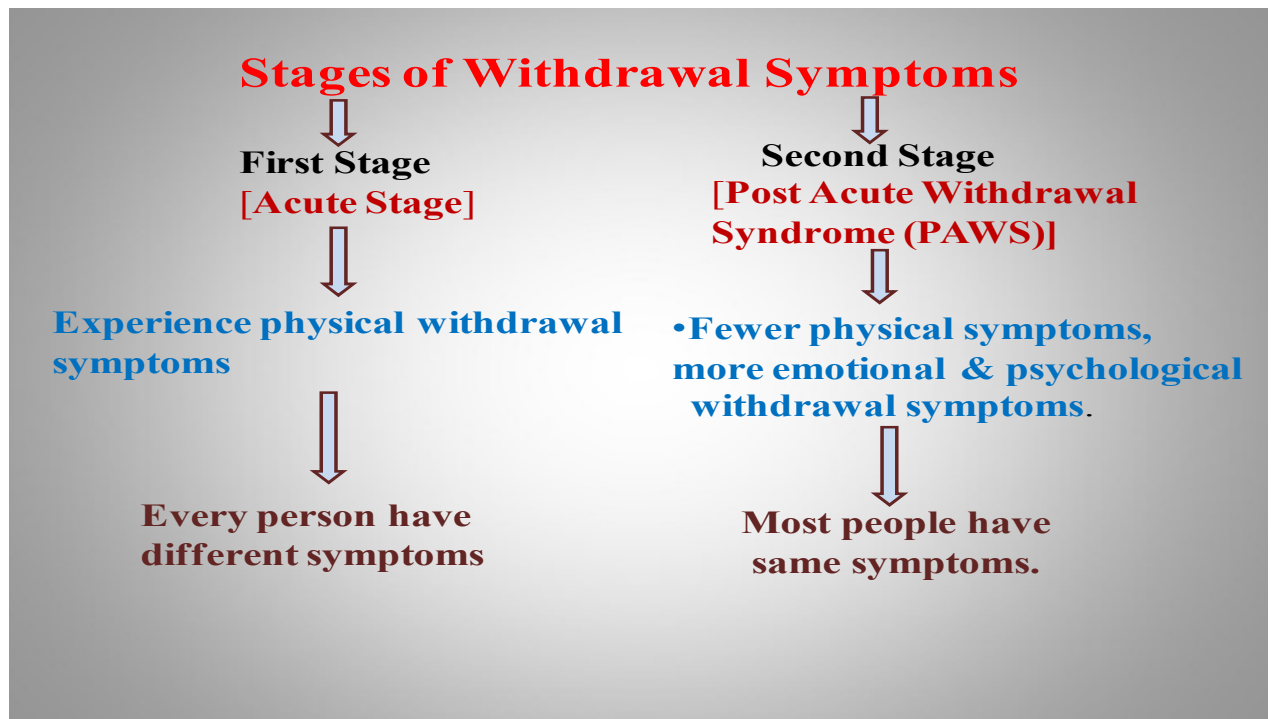 Stages of Withdrawal Symptoms
First Stage
[Acute Stage]
Experience physical withdrawal
symptoms
Every person have
different symptoms
Second Stage
[Post Acute Withdrawal
Syndrome (PAWS)]
•Fewer physical symptoms,
more emotional & psychological
withdrawal symptoms.
Most people have
same symptoms.